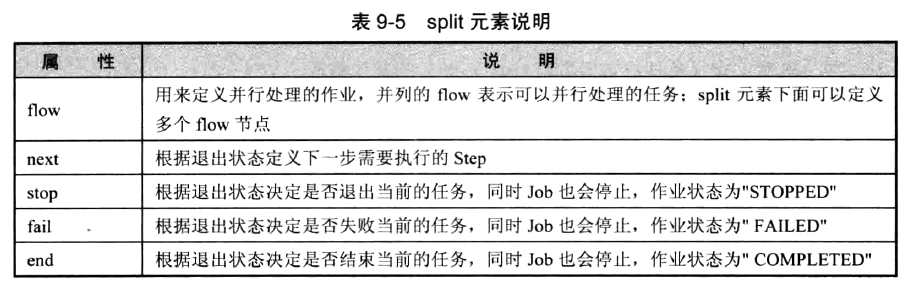 表 9-5 split 元素说明
属 性 说 明
flow 用来定义并行处理的作业，并列的 flow 表示可以并行处理的任务；split 元素下面可以定义
多个 flow 节点
next 根据退出状态定义下一步需要执行的 Step
stop 根据退出状态决定是否退出当前的任务，同时 Job 也会停止，作业状态为"STOPPED"
fail 根据退出状态决定是否失败当前的任务，同时 Job 也会停止，作业状态为" FAILED"
end 根据退出状态决定是否结束当前的任务，同时 Job 也会停止，作业状态为" COMPLETED"